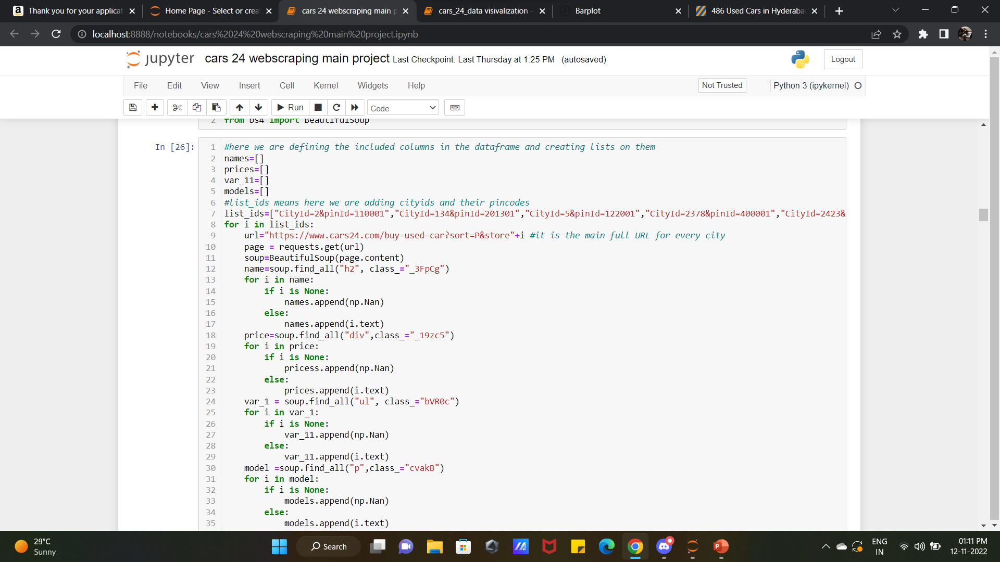 Thank you for your applicat
Home Page - Select or crea
cars 24 webscraping main p
cars_24_data visivalization -
Barplot
486 Used Cars in Hyderaba
localhost:8888/notebooks/cars%2024%20webscraping%20main%20project.ipynb
jupyter cars 24 webscraping main project Last Checkpoint: Last Thursday at 1:25 PM (autosaved)
Logout
File Edit View Insert Cell Kernel Widgets Help
Not Trusted
Python 3 (ipykernel)
Run
Code
2 from bs4 import BeautifulSoup
In [26]:
1 #here we are defining the included columns in the dataframe and creating lists on them
2 names=[]
3 prices=[]
4 var_11=[]
5 models=[]
6 #list_ids means here we are adding cityids and their pincodes
7 list_ids=["CityId=2&pinId=110001","CityId=134&pinId=201301","CityId=5&pinId=122001","CityId=2378&pinId=400001","CityId=2423&
8 for i in list_ids:
9     url="https://www.cars24.com/buy-used-car?sort=P&store"+i #it is the main full URL for every city
10     page = requests.get(url)
11     soup=BeautifulSoup(page.content)
12     name=soup.find_all("h2", class_="_3FpCg")
13     for i in name:
14         if i is None:
15             names.append(np.Nan)
16         else:
17             names.append(i.text)
18     price=soup.find_all("div",class_="_19zc5")
19     for i in price:
20         if i is None:
21             pricess.append(np.Nan)
22         else:
23             prices.append(i.text)
24     var_1 = soup.find_all("ul", class_="bVR0c")
25     for i in var_1:
26         if i is None:
27             var_11.append(np.Nan)
28         else:
29             var_11.append(i.text)
30     model =soup.find_all("p",class_="cvakB")
31     for i in model:
32         if i is None:
33             models.append(np.Nan)
34         else:
35             models.append(i.text)
29°C
Sunny
Search
ENG
IN
01:11 PM
12-11-2022